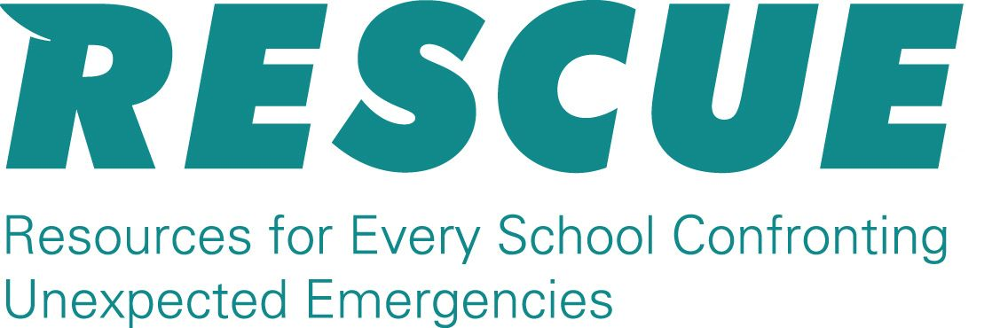 RESCUE
Resources for Every School Confronting
Unexpected Emergencies